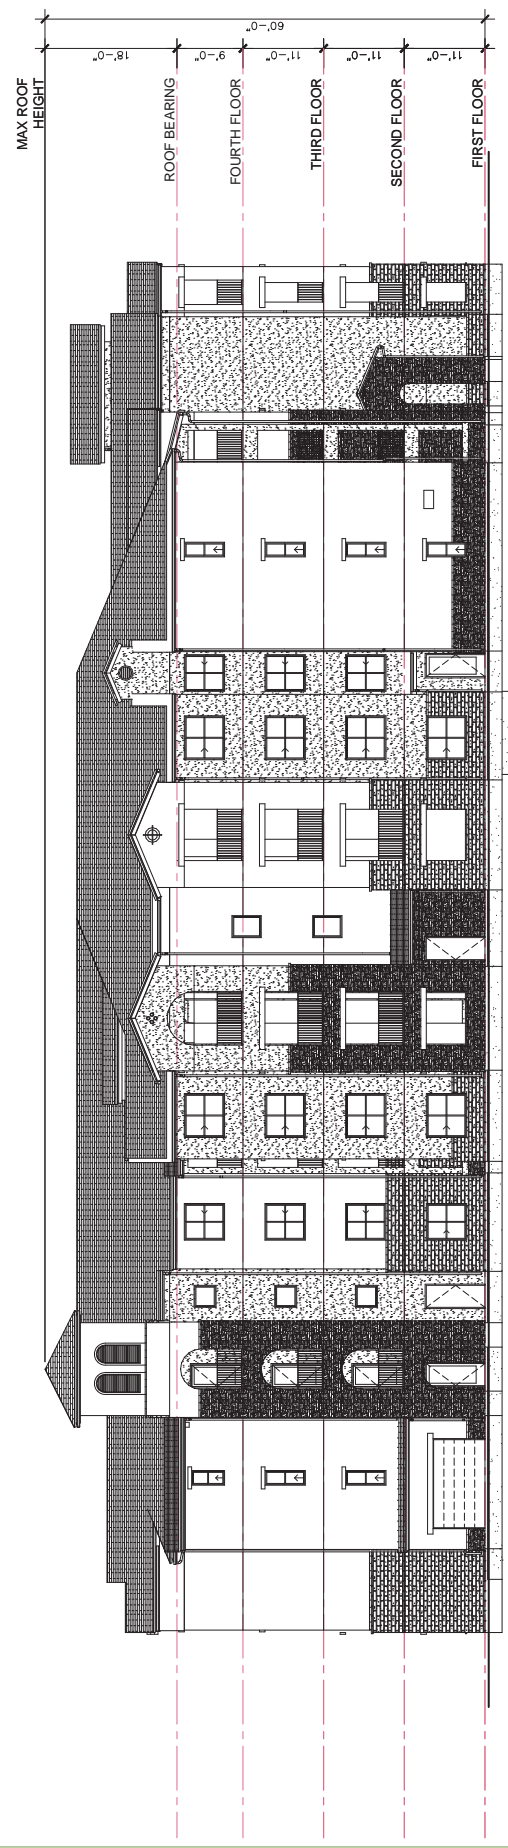 60'-0"
18'-0"
9'-0"
11'-0"
11'-0"
11'-0"
MAX ROOF
HEIGHT
ROOF BEARING
FOURTH FLOOR
THIRD FLOOR
SECOND FLOOR
FIRST FLOOR